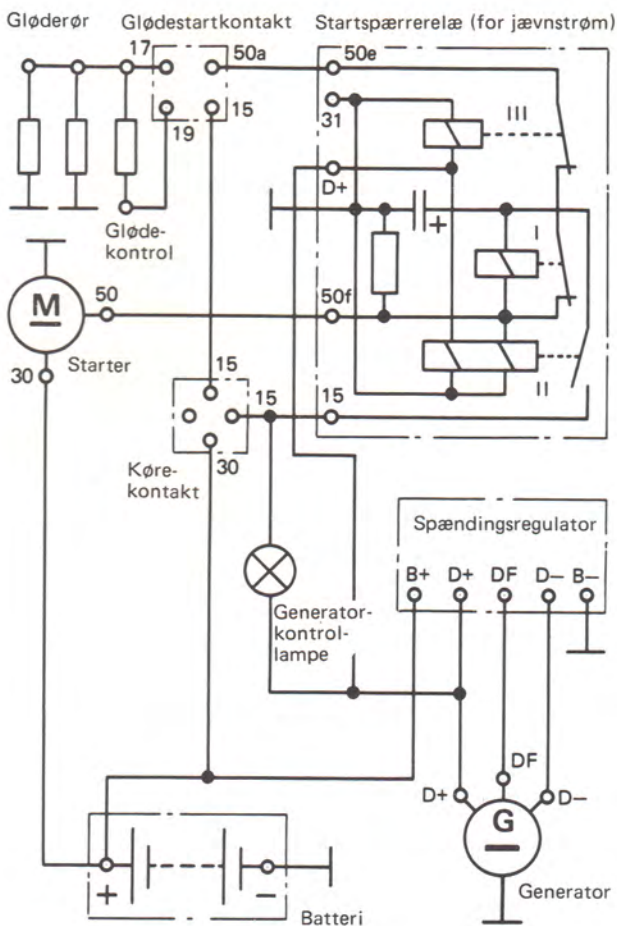 Gløderør
Glødestartkontakt
Startspærrerelæ (for jævnstrøm)
17
50a
50e
19
15
31
III
D+
Gløde-
kontrol
+
I
M
50
50f
30
Starter
II
15
15
15
30
Køre-
kontakt
Spændingsregulator
B+ D+ DF D− B−
Generator-
kontrol-
lampe
DF
D+
D−
G
+
−
Generator
Batteri